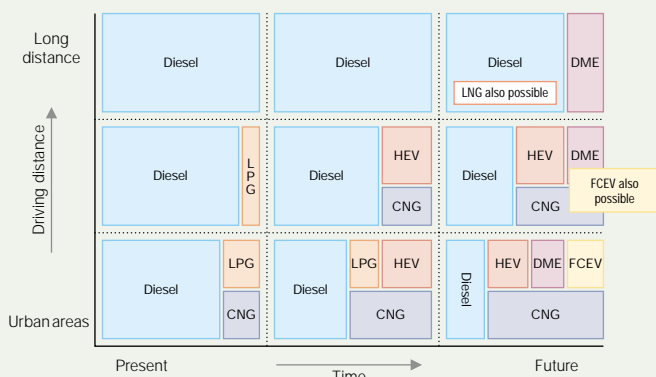 Long
distance
Diesel
Diesel
Diesel
DME
LNG also possible
Driving distance
Diesel
LPG
Diesel
HEV
CNG
Diesel
HEV
DME
CNG
FCEV also
possible
Diesel
LPG
CNG
Diesel
LPG
HEV
CNG
Diesel
HEV
DME
FCEV
CNG
Urban areas
Present
Time
Future